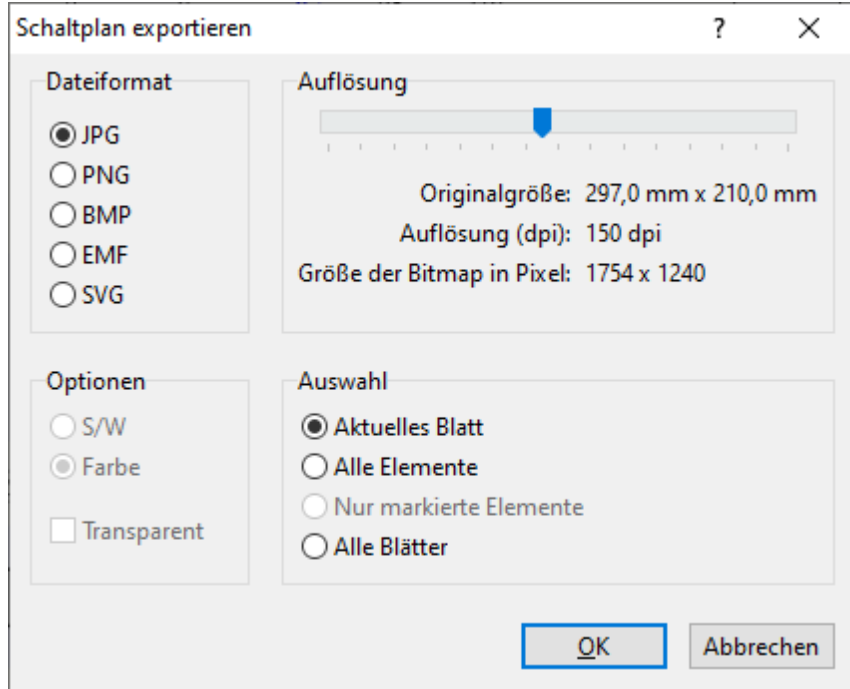 Schaltplan exportieren
Dateiformat
JPG
PNG
BMP
EMF
SVG
Auflösung
Originalgröße: 297,0 mm x 210,0 mm
Auflösung (dpi): 150 dpi
Größe der Bitmap in Pixel: 1754 x 1240
Optionen
S/W
Farbe
Transparent
Auswahl
Aktuelles Blatt
Alle Elemente
Nur markierte Elemente
Alle Blätter
OK
Abbrechen